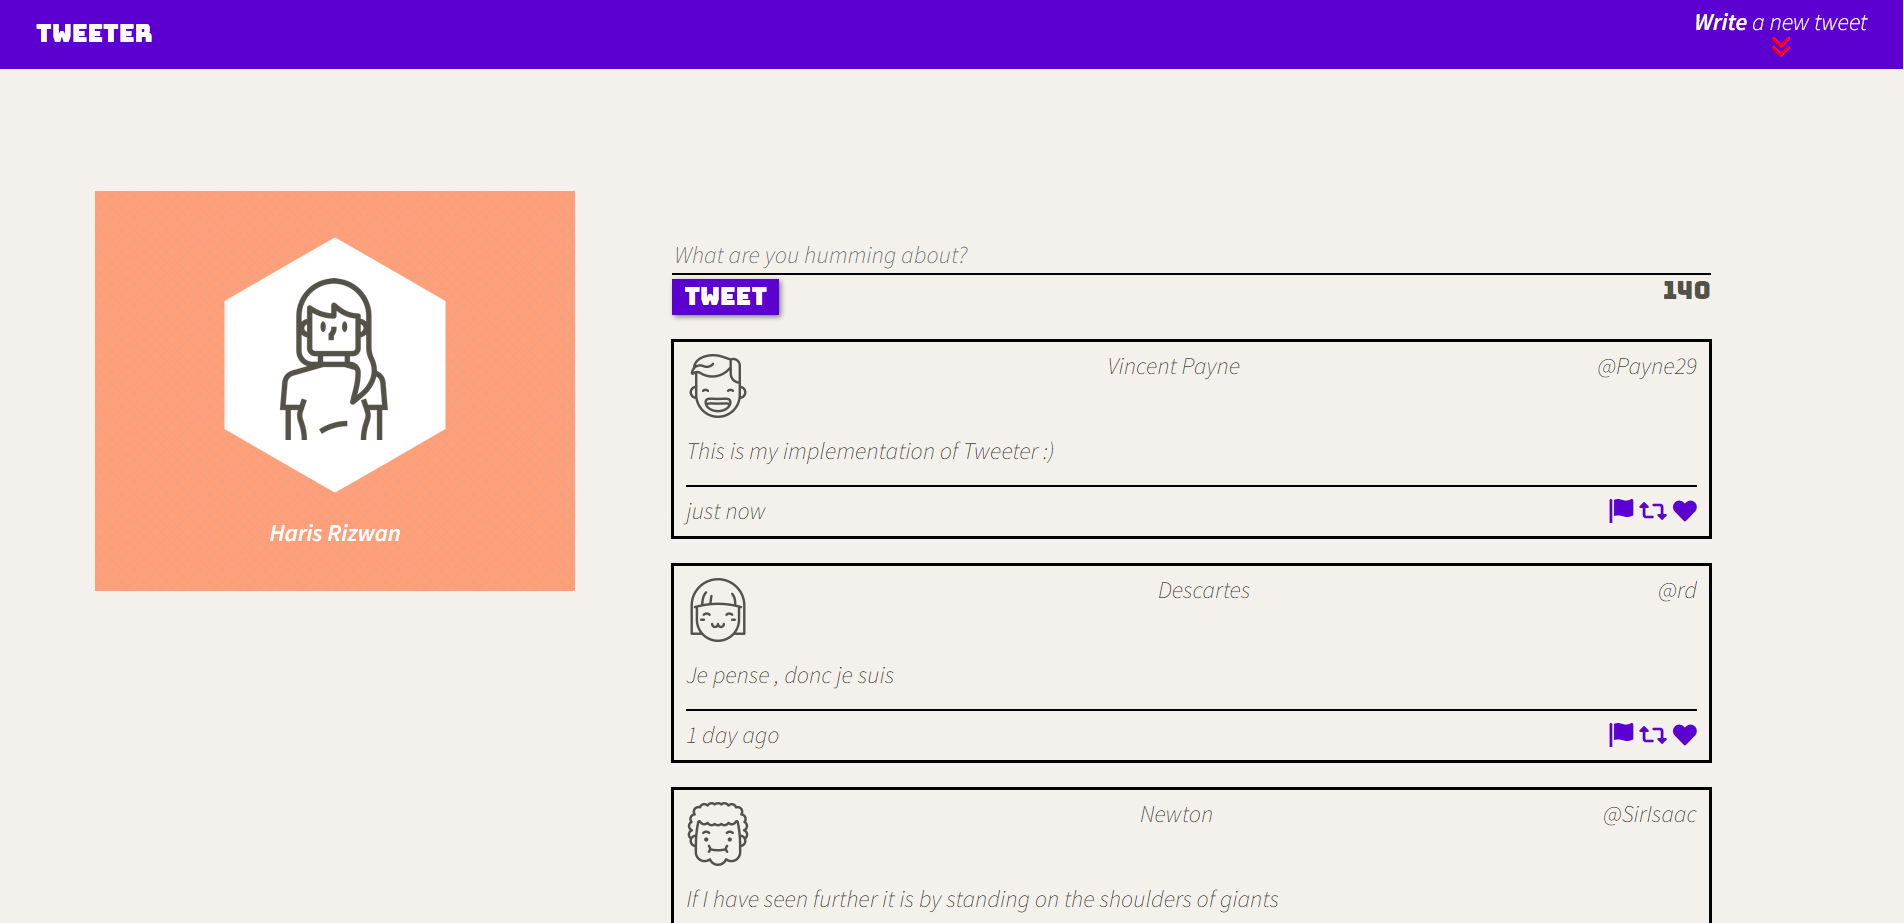 TWEETER
Write a new tweet
Haris Rizwan
What are you humming about?
TWEET
140
Vincent Payne
@Payne29
This is my implementation of Tweeter :)
just now
Descartes
@rd
Je pense , donc je suis
1 day ago
Newton
@SirIsaac
If I have seen further it is by standing on the shoulders of giants